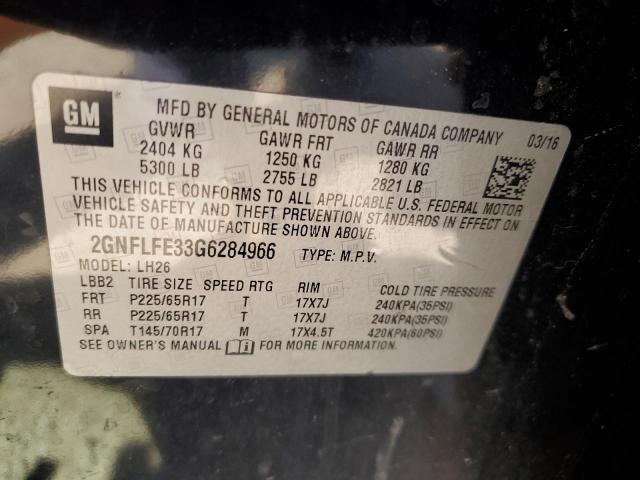 GM
MFD BY GENERAL MOTORS OF CANADA COMPANY 03/16
GVWR GAWR FRT GAWR RR
2404 KG 1250 KG 1280 KG
5300 LB 2755 LB 2821 LB
THIS VEHICLE CONFORMS TO ALL APPLICABLE U.S. FEDERAL MOTOR
VEHICLE SAFETY AND THEFT PREVENTION STANDARDS IN EFFECT ON
THE DATE OF MANUFACTURE SHOWN ABOVE.
2GNFLFE33G6284966 TYPE: M.P.V.
MODEL: LH26
LBB2 TIRE SIZE SPEED RTG RIM COLD TIRE PRESSURE
FRT P225/65R17 T 17X7J 240KPA(35PSI)
RR P225/65R17 T 17X7J 240KPA(35PSI)
SPA T145/70R17 M 17X4.5T 420KPA(60PSI)
SEE OWNER'S MANUAL FOR MORE INFORMATION.